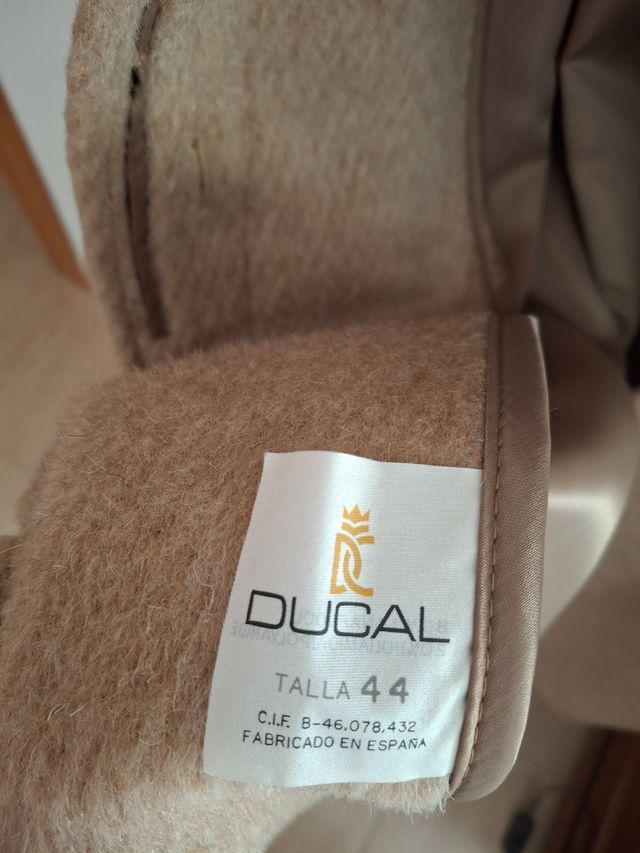 DUCAL
TALLA 44
C.I.F. B-46.078.432
FABRICADO EN ESPAÑA